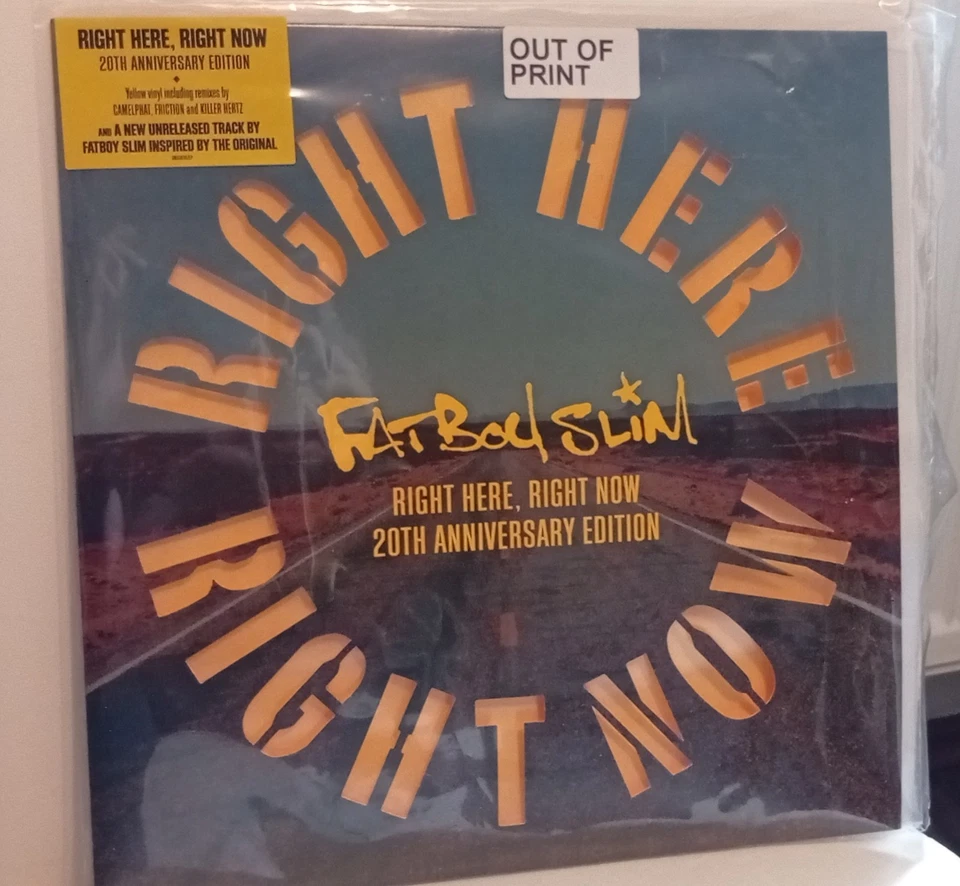 RIGHT HERE, RIGHT NOW
20TH ANNIVERSARY EDITION
Yellow vinyl including remixes by
CAMELPHAT, FRICTION and KILLER HERTZ
AND A NEW UNRELEASED TRACK BY
FATBOY SLIM INSPIRED BY THE ORIGINAL
OUT OF
PRINT
RIGHT HERE
RIGHT NOW
FATBOY SLIM
RIGHT HERE, RIGHT NOW
20TH ANNIVERSARY EDITION